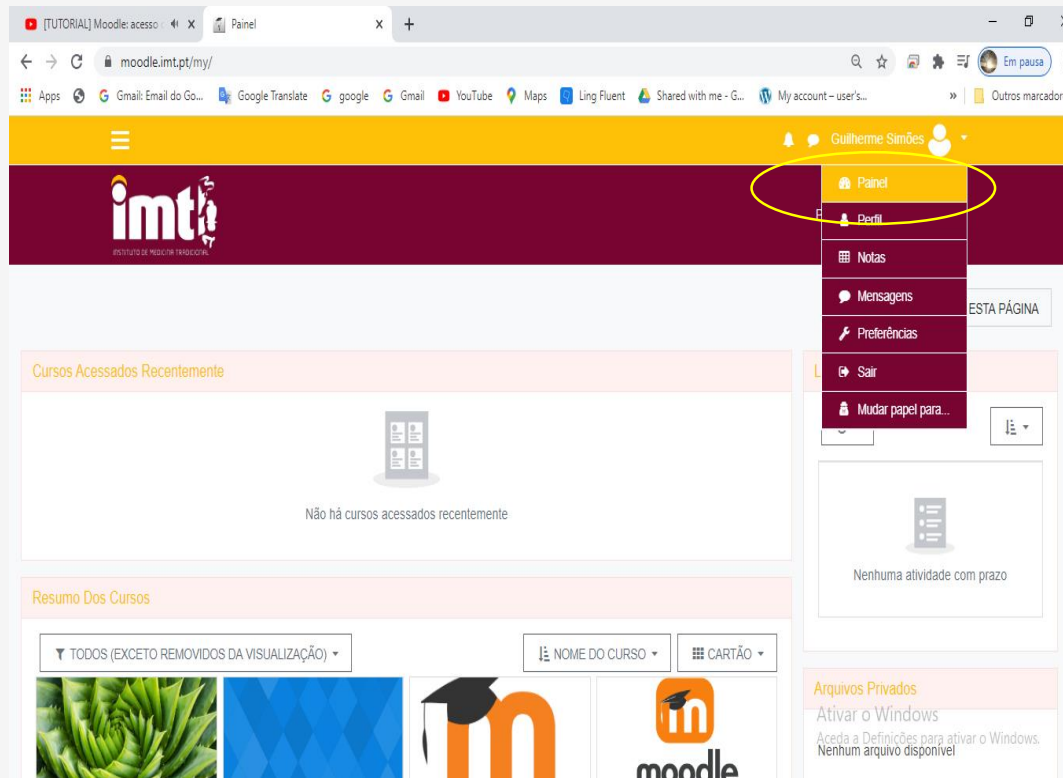 [TUTORIAL] Moodle: acesso
Painel
moodle.imt.pt/my/
Em pausa
Apps
Gmail: Email do Go...
Google Translate
google
Gmail
YouTube
Maps
Ling Fluent
Shared with me - G...
My account – user's...
»
Outros marcador
Guilherme Simões
imt
INSTITUTO DE MEDICINA TRADICIONAL
P
Painel
Perfil
Notas
Mensagens
Preferências
Sair
Mudar papel para...
ESTA PÁGINA
Cursos Acessados Recentemente
L
Não há cursos acessados recentemente
Nenhuma atividade com prazo
Resumo Dos Cursos
TODOS (EXCETO REMOVIDOS DA VISUALIZAÇÃO)
NOME DO CURSO
CARTÃO
Arquivos Privados
Ativar o Windows
Aceda a Definições para ativar o Windows.
Nenhum arquivo disponível
m
m
moodle